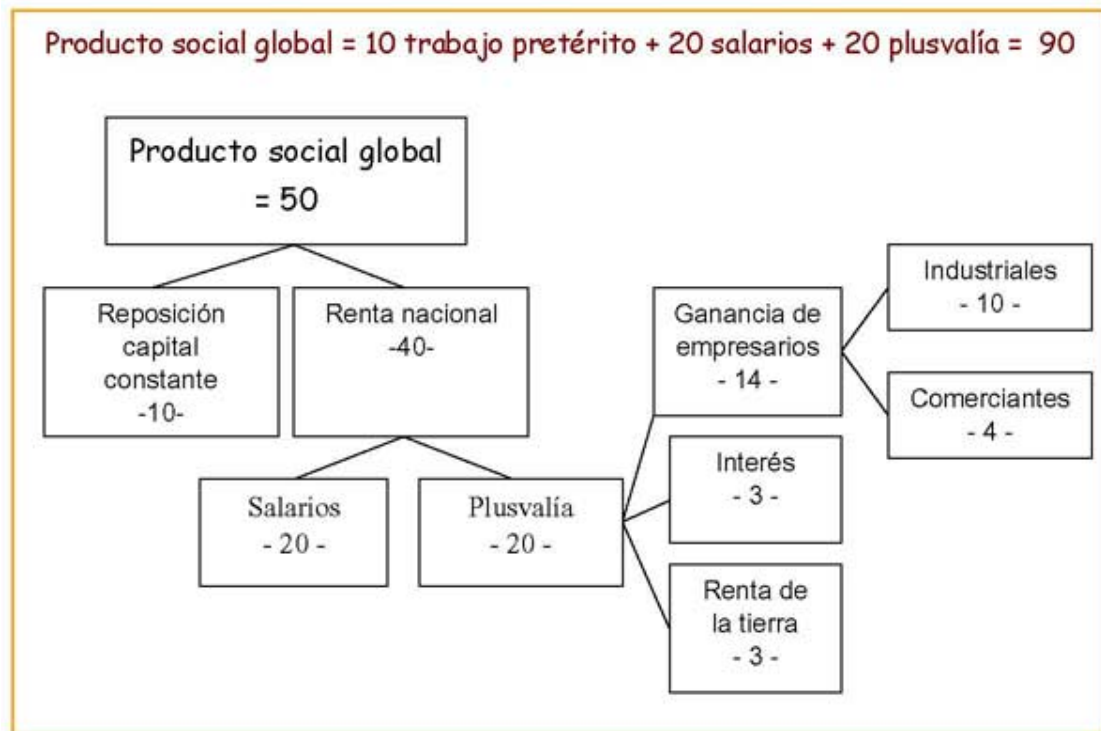 Producto social global = 10 trabajo pretérito + 20 salarios + 20 plusvalía = 90
Producto social global
= 50
Reposición
capital
constante
-10-
Renta nacional
-40-
Salarios
- 20 -
Plusvalía
- 20 -
Ganancia de
empresarios
- 14 -
Interés
- 3 -
Renta de
la tierra
- 3 -
Industriales
- 10 -
Comerciantes
- 4 -